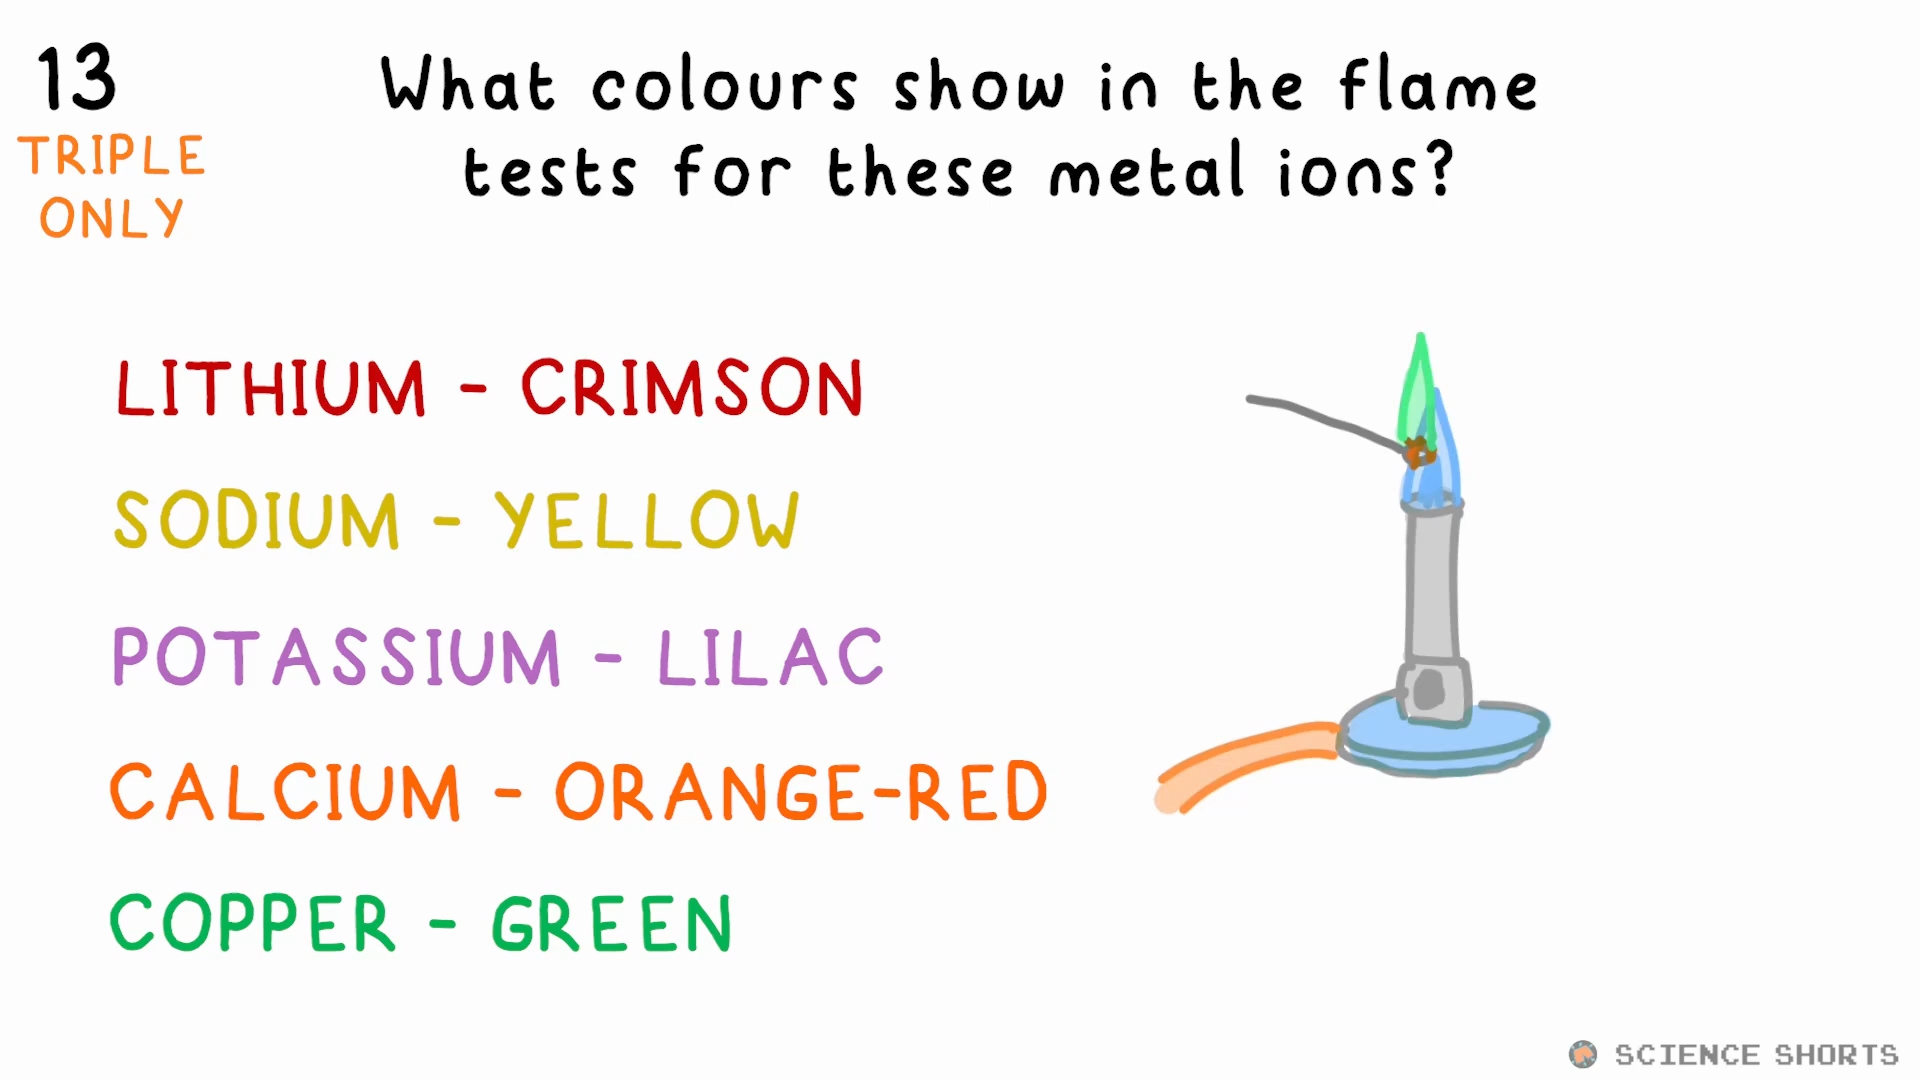 13
TRIPLE
ONLY
What colours show in the flame
tests for these metal ions?
LITHIUM - CRIMSON
SODIUM - YELLOW
POTASSIUM - LILAC
CALCIUM - ORANGE-RED
COPPER - GREEN
SCIENCE SHORTS